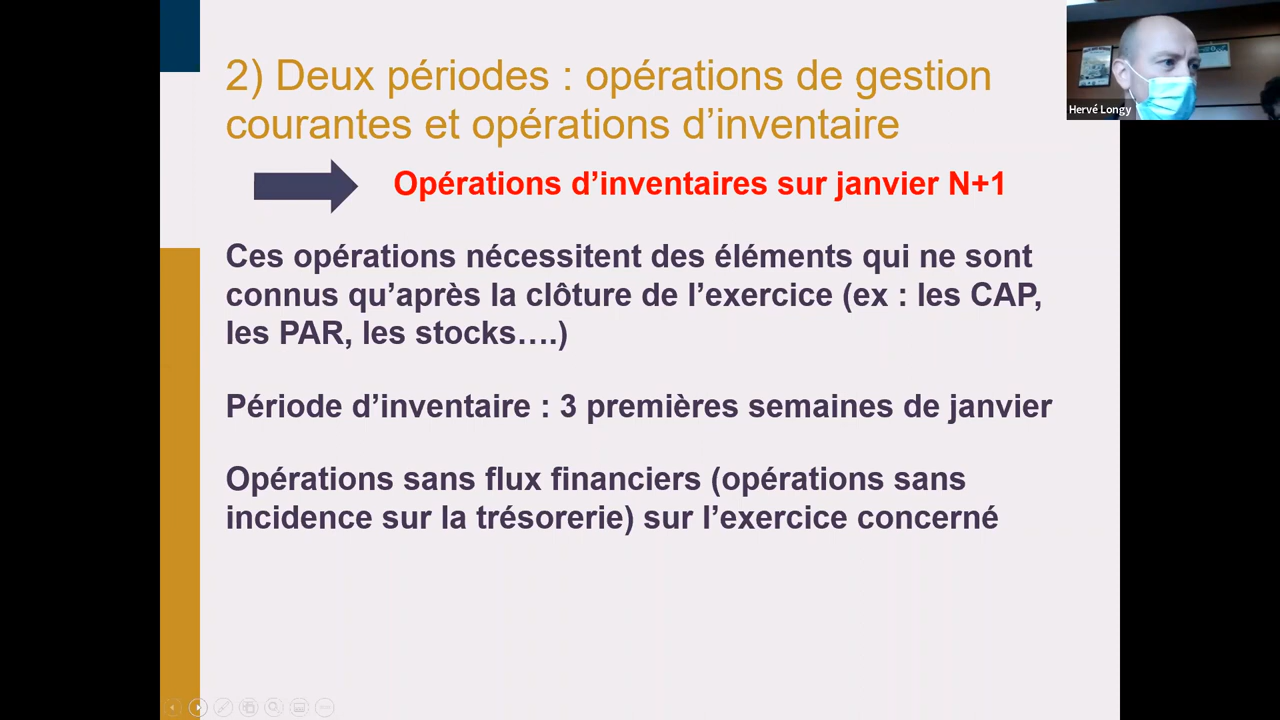 2) Deux périodes : opérations de gestion
courantes et opérations d’inventaire
Opérations d’inventaires sur janvier N+1
Ces opérations nécessitent des éléments qui ne sont
connus qu’après la clôture de l’exercice (ex : les CAP,
les PAR, les stocks….)
Période d’inventaire : 3 premières semaines de janvier
Opérations sans flux financiers (opérations sans
incidence sur la trésorerie) sur l’exercice concerné
Hervé Longy